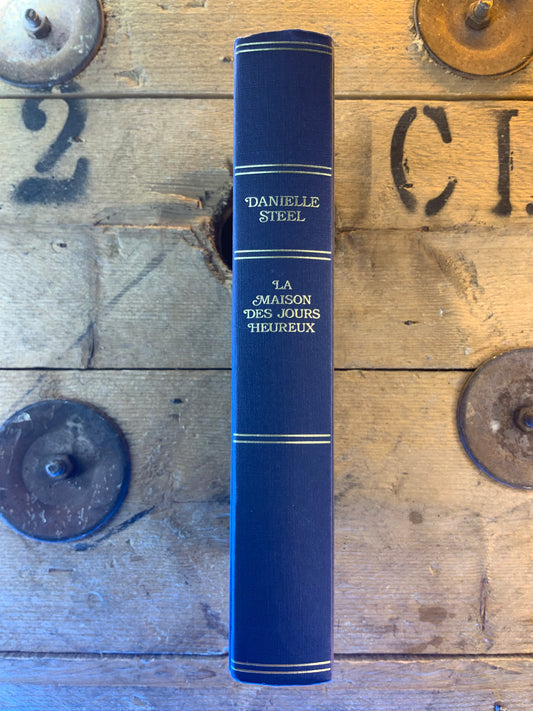 2 CI
DANIELLE
STEEL
LA
MAISON
DES JOURS
HEUREUX